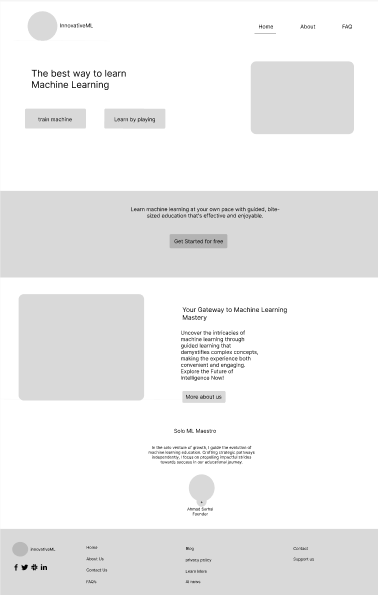 InnovativeML
Home About FAQ
The best way to learn
Machine Learning
train machine
Learn by playing
Learn machine learning at your own pace with guided, bite-
sized education that's effective and enjoyable.
Get Started for free
Your Gateway to Machine Learning
Mastery
Uncover the intricacies of
machine learning through
guided learning that
demystifies complex concepts,
making the experience both
convenient and engaging.
Explore the Future of
Intelligence Now!
More about us
Solo ML Maestro
In the solo venture of growth, I guide the evolution of
machine learning education. Crafting strategic pathways
independently, I focus on propelling impactful strides
towards success in our educational journey.
Ahmad Sarhal
Founder
InnovativeML
Home
About Us
Contact Us
FAQs
Blog
privacy policy
Learn More
AI news
Contact
Support us